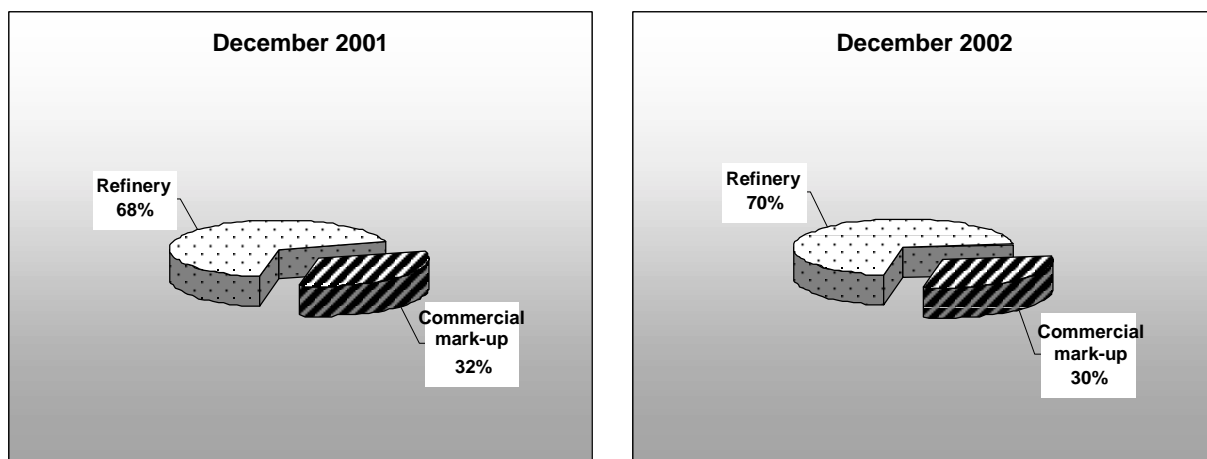 December 2001
Refinery
68%
Commercial
mark-up
32%
December 2002
Refinery
70%
Commercial
mark-up
30%